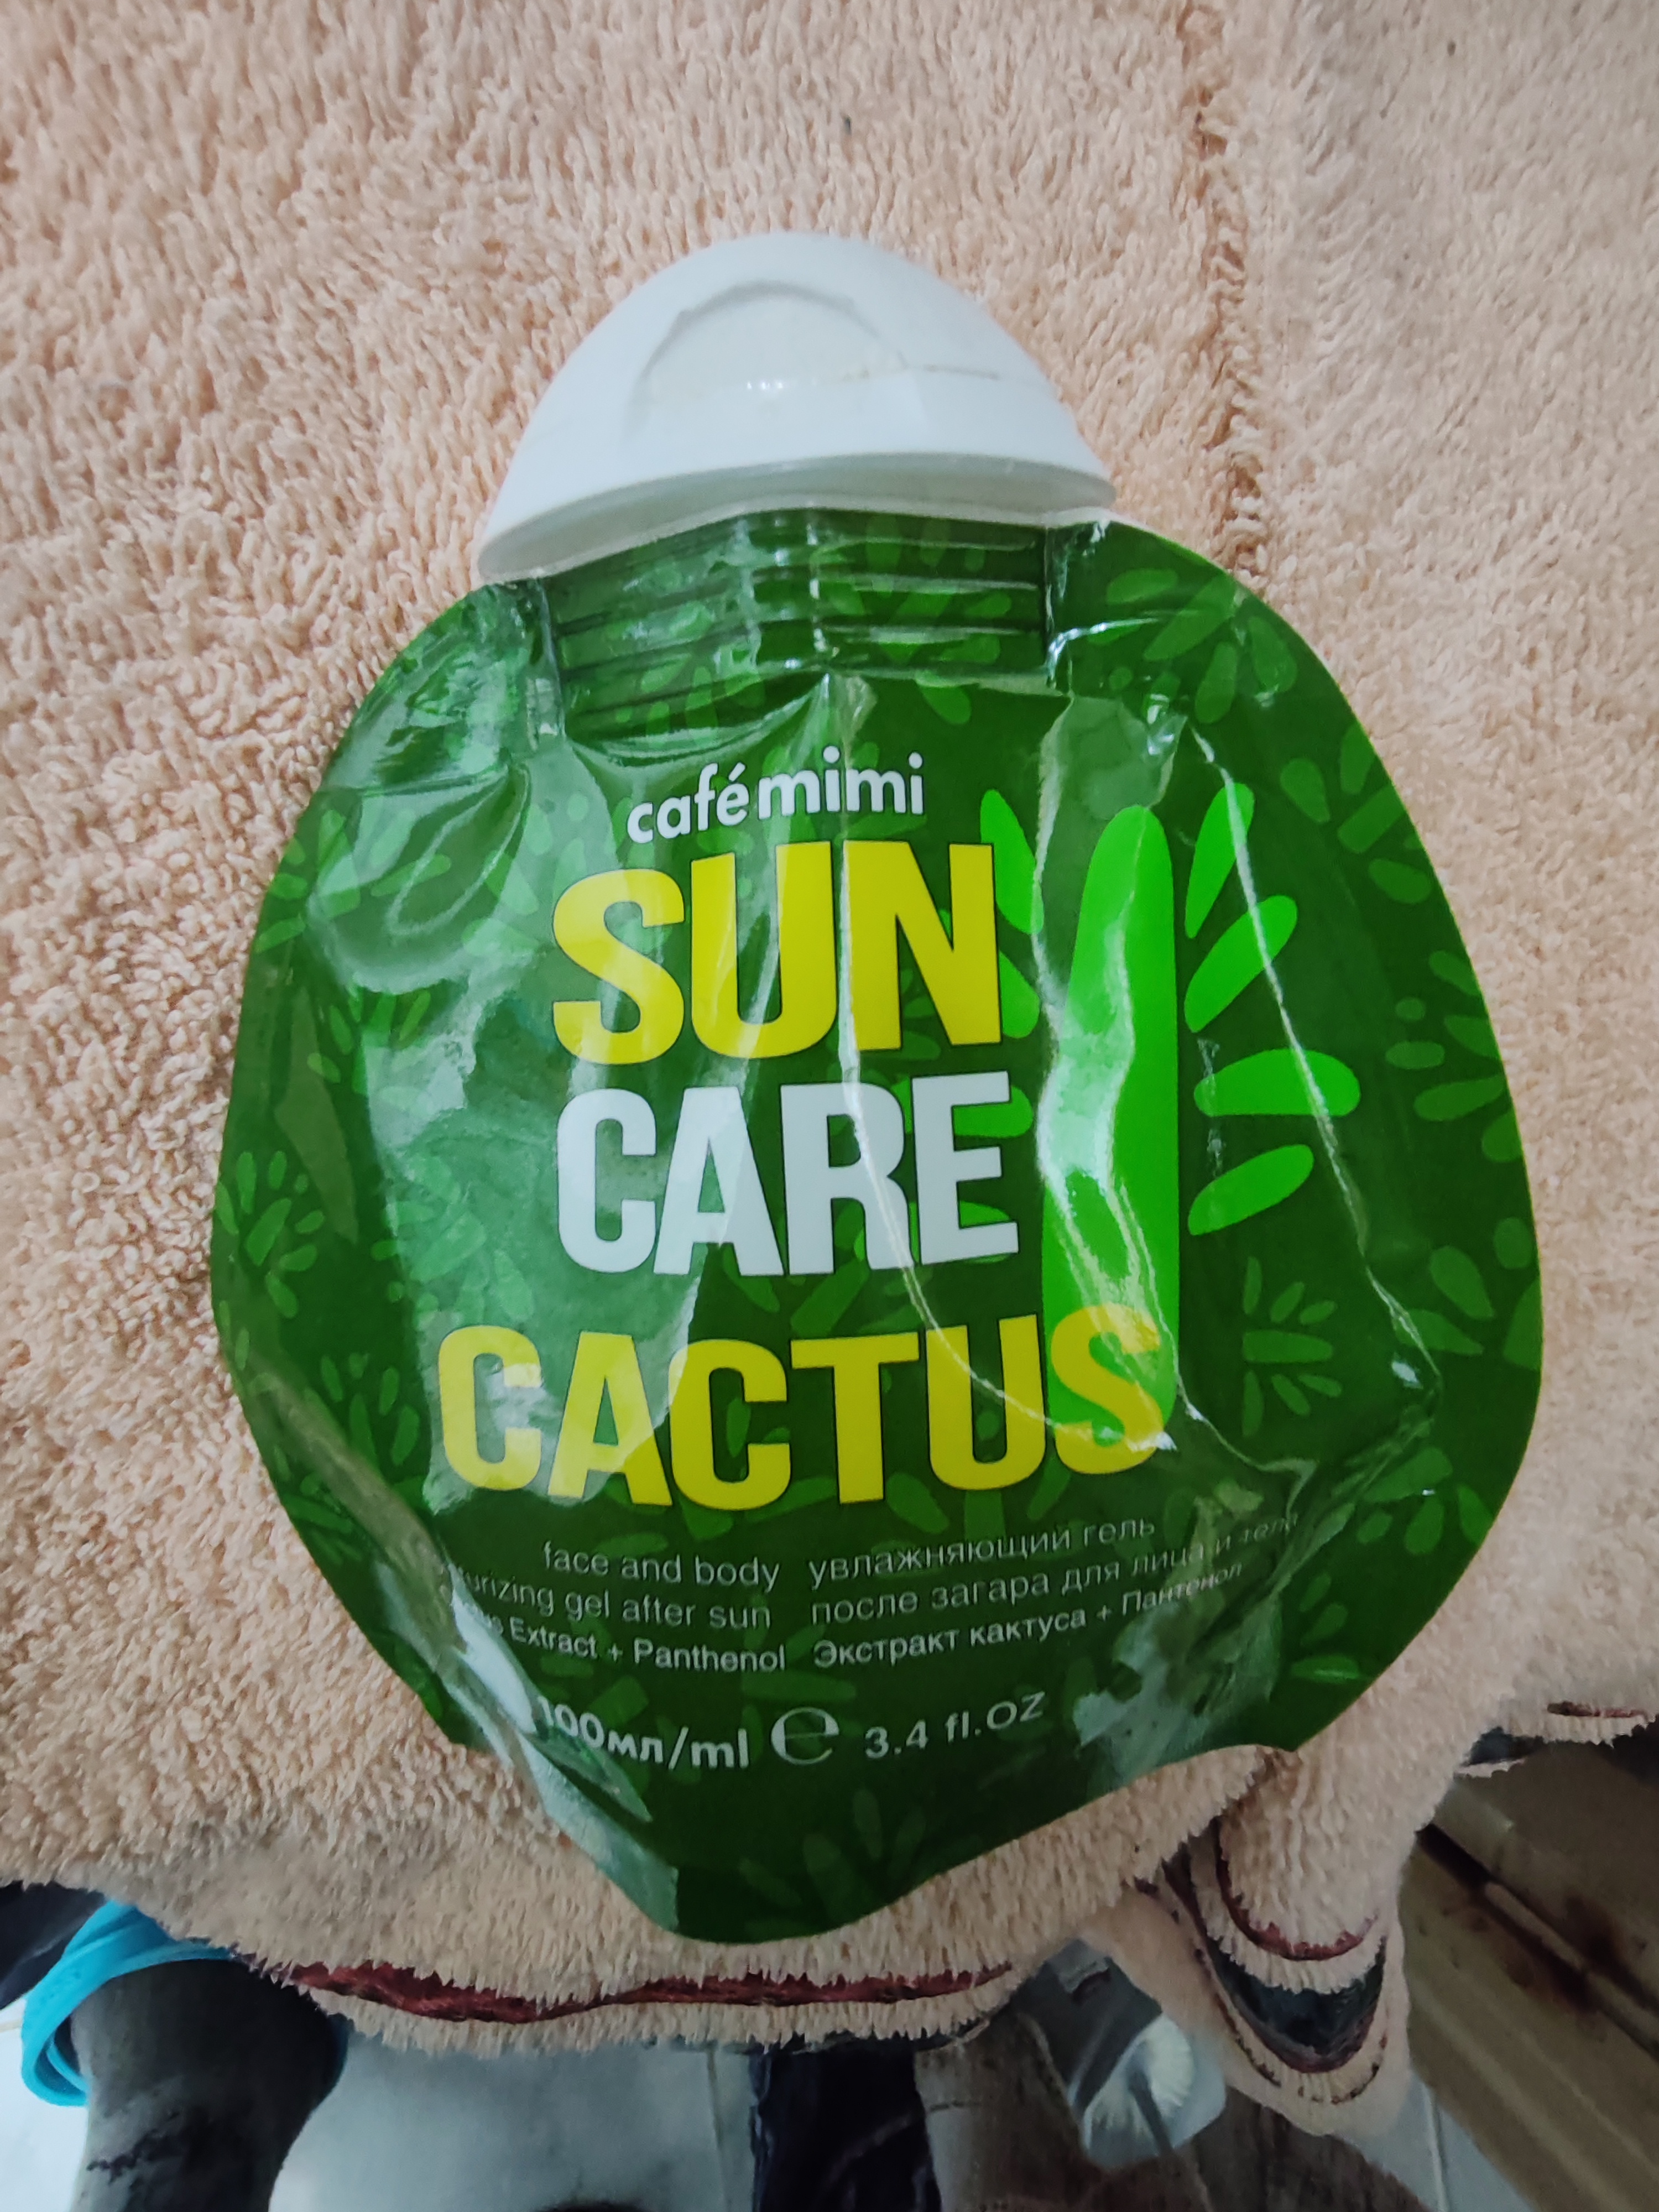 café mimi
SUN
CARE
CACTUS
face and body
gel after sun
Extract + Panthenol
увлажняющий гель
после загара для лица и тела
Экстракт кактуса + Пантенол
100мл/ml ℮ 3.4 fl.oz